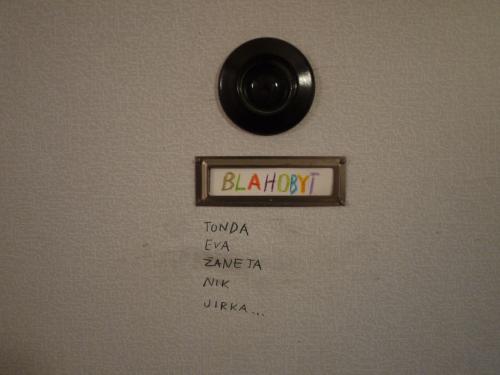 BLAHOBYT
TONDA
EVA
ŽANETA
NIK
JIRKA...